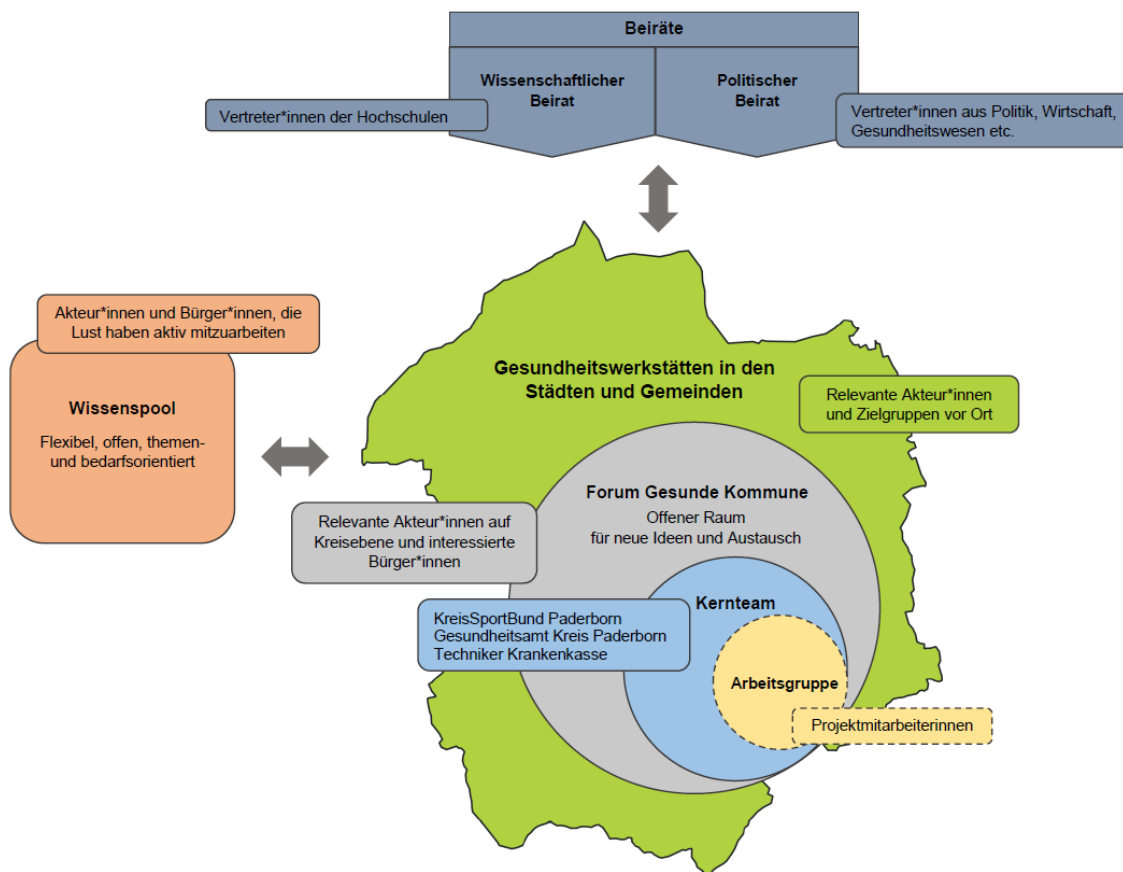 Beiräte
Wissenschaftlicher
Beirat
Politischer
Beirat
Vertreter*innen der Hochschulen
Vertreter*innen aus Politik, Wirtschaft,
Gesundheitswesen etc.
Akteur*innen und Bürger*innen, die
Lust haben aktiv mitzuarbeiten
Wissenspool
Flexibel, offen, themen-
und bedarfsorientiert
Gesundheitswerkstätten in den
Städten und Gemeinden
Relevante Akteur*innen
und Zielgruppen vor Ort
Forum Gesunde Kommune
Offener Raum
für neue Ideen und Austausch
Relevante Akteur*innen auf
Kreisebene und interessierte
Bürger*innen
Kernteam
KreisSportBund Paderborn
Gesundheitsamt Kreis Paderborn
Techniker Krankenkasse
Arbeitsgruppe
Projektmitarbeiterinnen